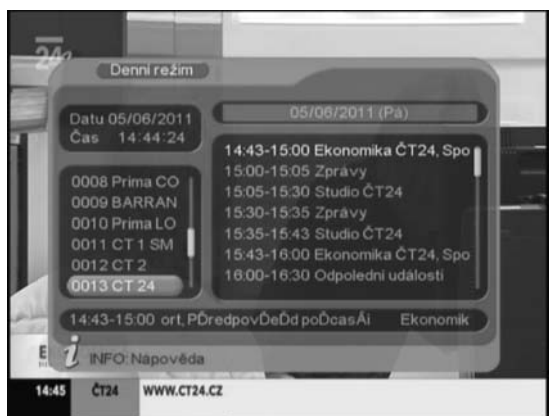 24
Denní režim
Datu 05/06/2011
Čas 14:44:24
05/06/2011 (Pá)
0008 Prima CO
0009 BARRAN
0010 Prima LO
0011 CT 1 SM
0012 CT 2
0013 CT 24
14:43-15:00 Ekonomika ČT24, Spo
15:00-15:05 Zprávy
15:05-15:30 Studio ČT24
15:30-15:35 Zprávy
15:35-15:43 Studio ČT24
15:43-16:00 Ekonomika ČT24, Spo
16:00-16:30 Odpolední události
14:43-15:00 ort, PĎredpovĎeĎd poĎcasÂi Ekonomik
E
i INFO: Nápověda
14:45 ČT24 WWW.CT24.CZ